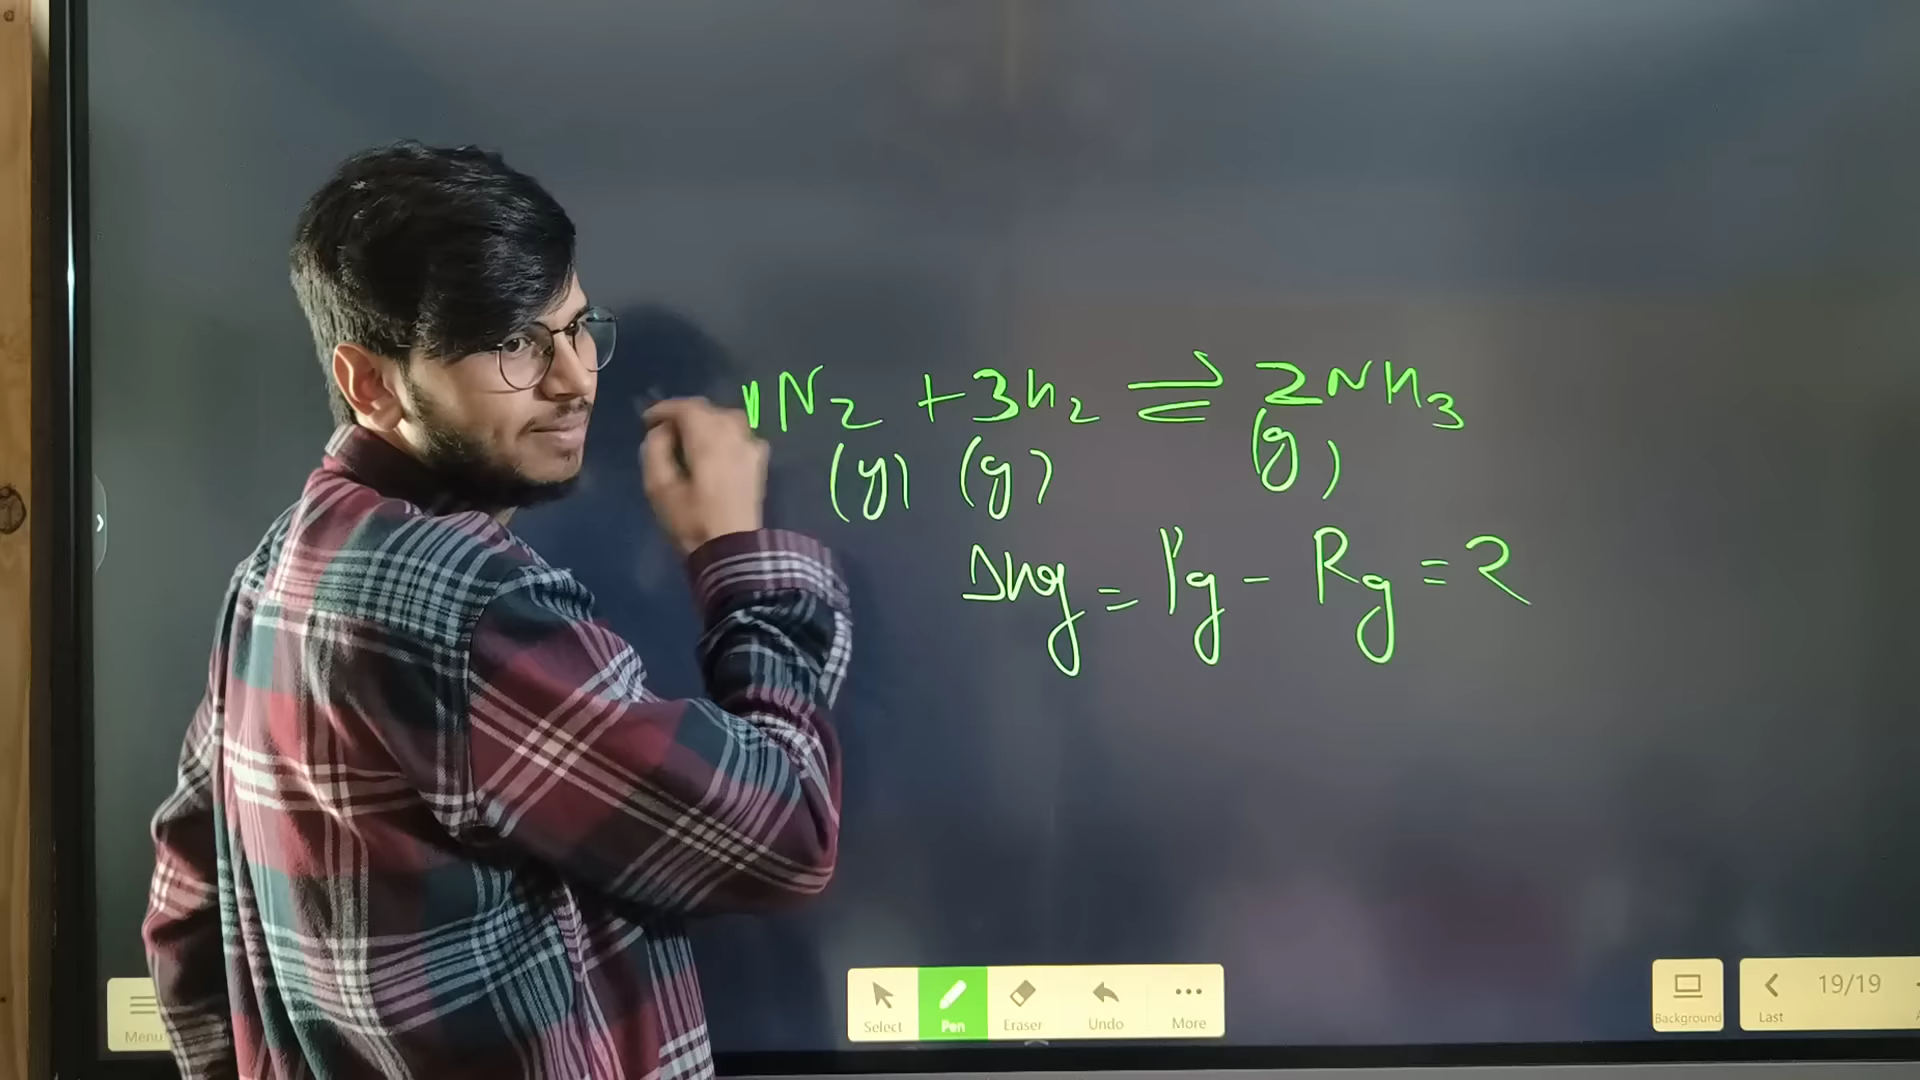 1N2 + 3H2 ⇌ 2NH3
(g) (g) (g)
Δng = Pg - Rg = 2
Menu
Select Pen Eraser Undo More
Background
Last
19/19